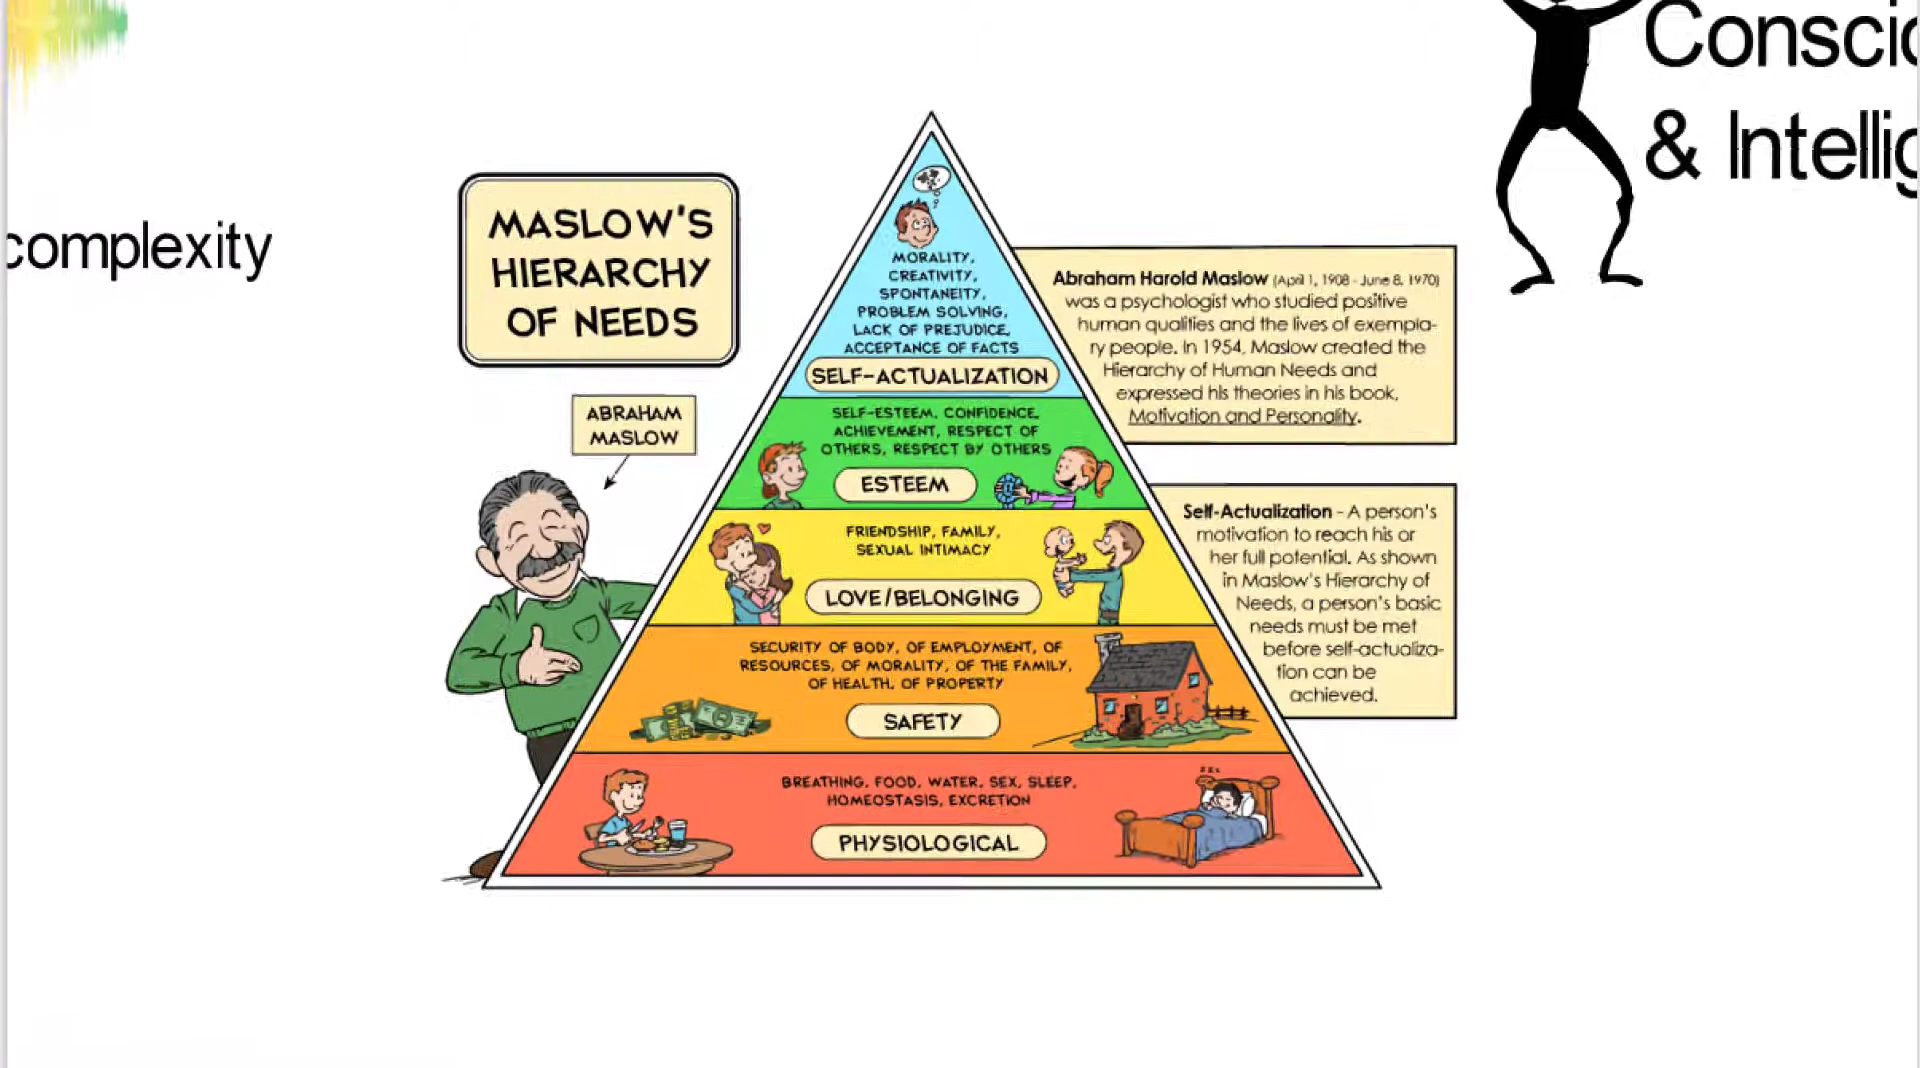 Conscio
& Intellig
complexity
MASLOW'S
HIERARCHY
OF NEEDS
ABRAHAM
MASLOW
MORALITY,
CREATIVITY,
SPONTANEITY,
PROBLEM SOLVING,
LACK OF PREJUDICE,
ACCEPTANCE OF FACTS
SELF-ACTUALIZATION
SELF-ESTEEM, CONFIDENCE,
ACHIEVEMENT, RESPECT OF
OTHERS, RESPECT BY OTHERS
ESTEEM
FRIENDSHIP, FAMILY,
SEXUAL INTIMACY
LOVE/BELONGING
SECURITY OF BODY, OF EMPLOYMENT, OF
RESOURCES, OF MORALITY, OF THE FAMILY,
OF HEALTH, OF PROPERTY
SAFETY
BREATHING, FOOD, WATER, SEX, SLEEP,
HOMEOSTASIS, EXCRETION
PHYSIOLOGICAL
zzz
Abraham Harold Maslow (April 1, 1908 - June 8, 1970)
was a psychologist who studied positive
human qualities and the lives of exempla-
ry people. In 1954, Maslow created the
Hierarchy of Human Needs and
expressed his theories in his book,
Motivation and Personality.
Self-Actualization - A person's
motivation to reach his or
her full potential. As shown
in Maslow's Hierarchy of
Needs, a person's basic
needs must be met
before self-actualiza-
tion can be
achieved.